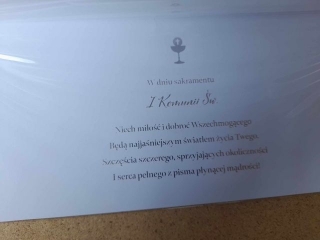 W dniu sakramentu
I Komunii Św
Niech miłość i dobroć Wszechmogącego
Będą najjaśniejszym światłem życia Twego.
Szczęścia szczerego, sprzyjających okoliczności
I serca pełnego z pisma płynącej mądrości!